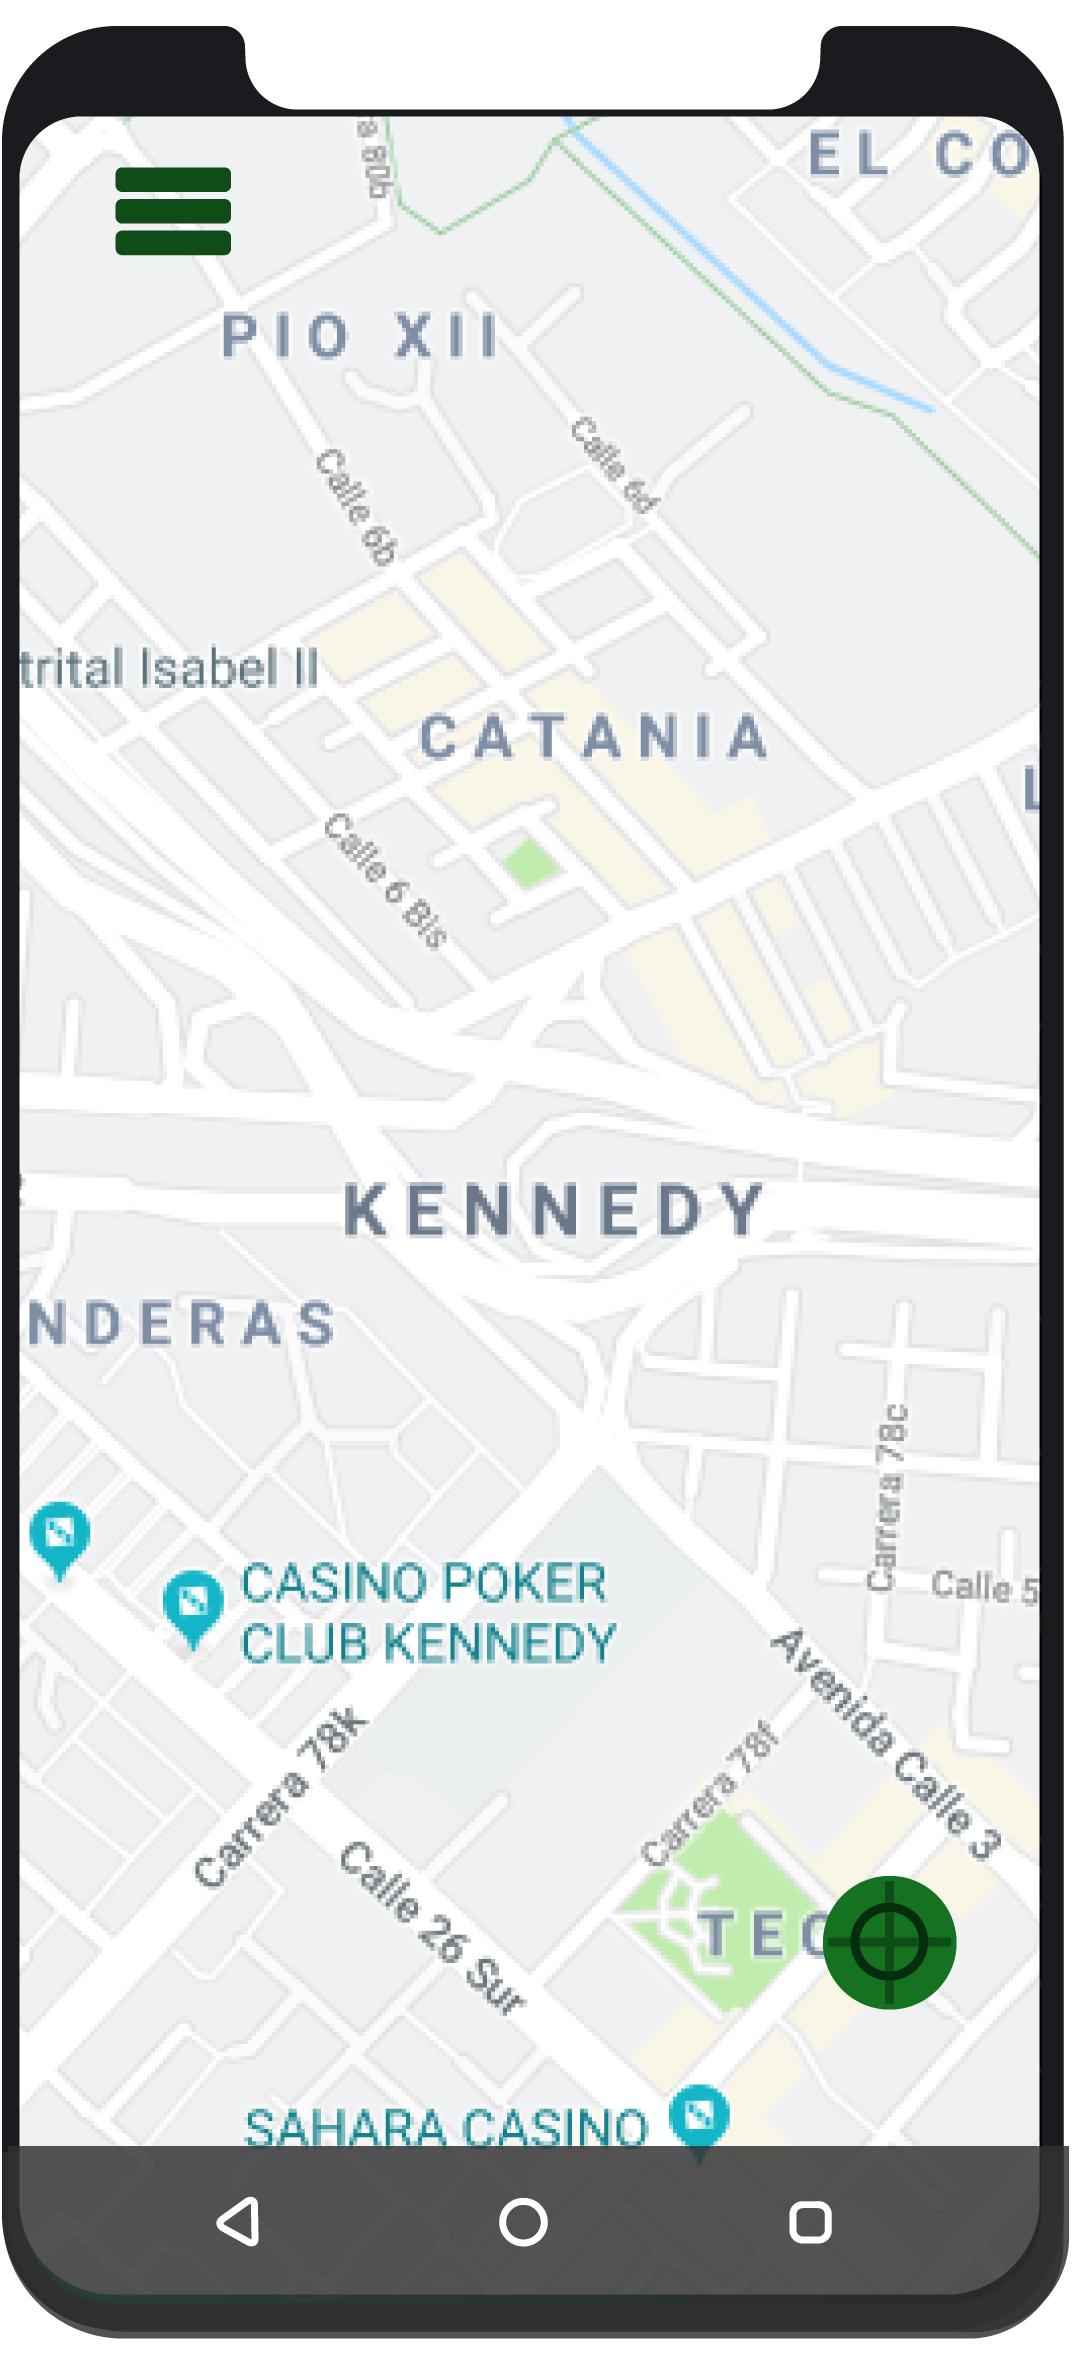 a 80b
EL CO
PIO XII
Calle 6d
Calle 6b
trital Isabel II
CATANIA
L
Calle 6 Bis
KENNEDY
NDERAS
Carrera 78c
CASINO POKER
CLUB KENNEDY
Calle 5
Avenida Calle 3
Carrera 78k
Carrera 78f
Calle 26 Sur
TEC
SAHARA CASINO